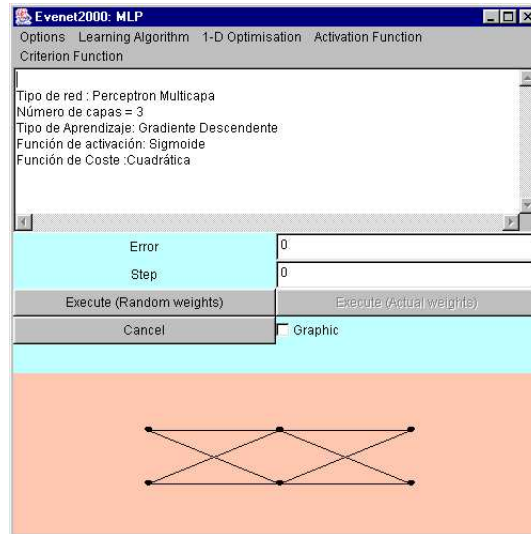 Evenet2000: MLP
Options Learning Algorithm 1-D Optimisation Activation Function
Criterion Function
Tipo de red : Perceptron Multicapa
Número de capas = 3
Tipo de Aprendizaje: Gradiente Descendente
Función de activación: Sigmoide
Función de Coste :Cuadrática
Error 0
Step 0
Execute (Random weights) Execute (Actual weights)
Cancel Graphic